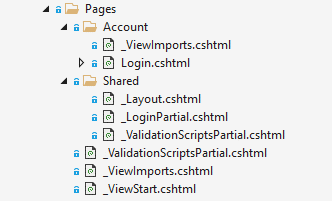 Pages
Account
_ViewImports.cshtml
Login.cshtml
Shared
_Layout.cshtml
_LoginPartial.cshtml
_ValidationScriptsPartial.cshtml
_ValidationScriptsPartial.cshtml
_ViewImports.cshtml
_ViewStart.cshtml